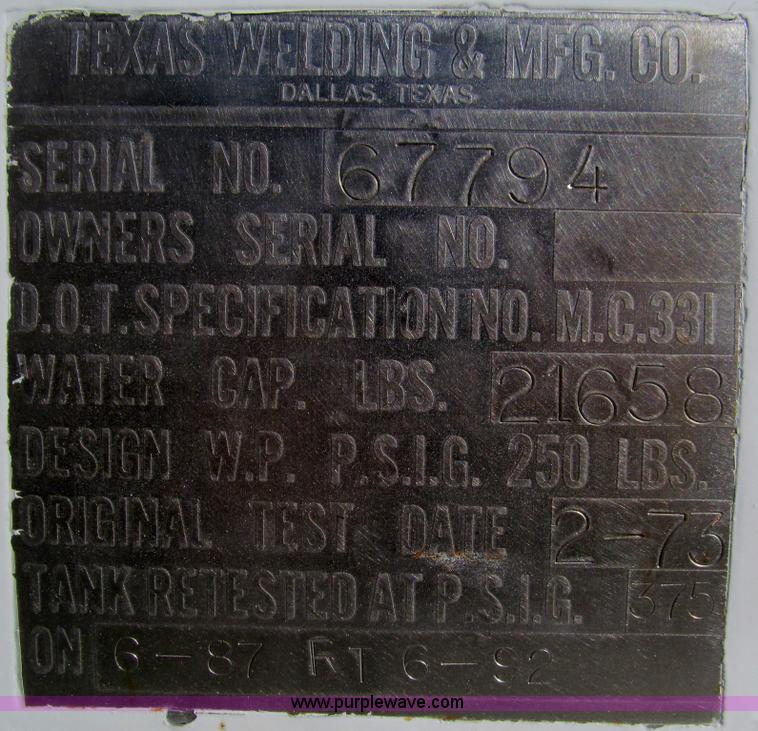 TEXAS WELDING & MFG. CO.
DALLAS, TEXAS.
SERIAL NO. 67794
OWNERS SERIAL NO.
D.O.T. SPECIFICATION NO. M.C.331
WATER CAP. LBS. 21658
DESIGN W.P. P.S.I.G. 250 LBS.
ORIGINAL TEST DATE 2-73
TANK RETESTED AT P.S.I.G. 375
ON 6-87 RT 6-92
www.purplewave.com